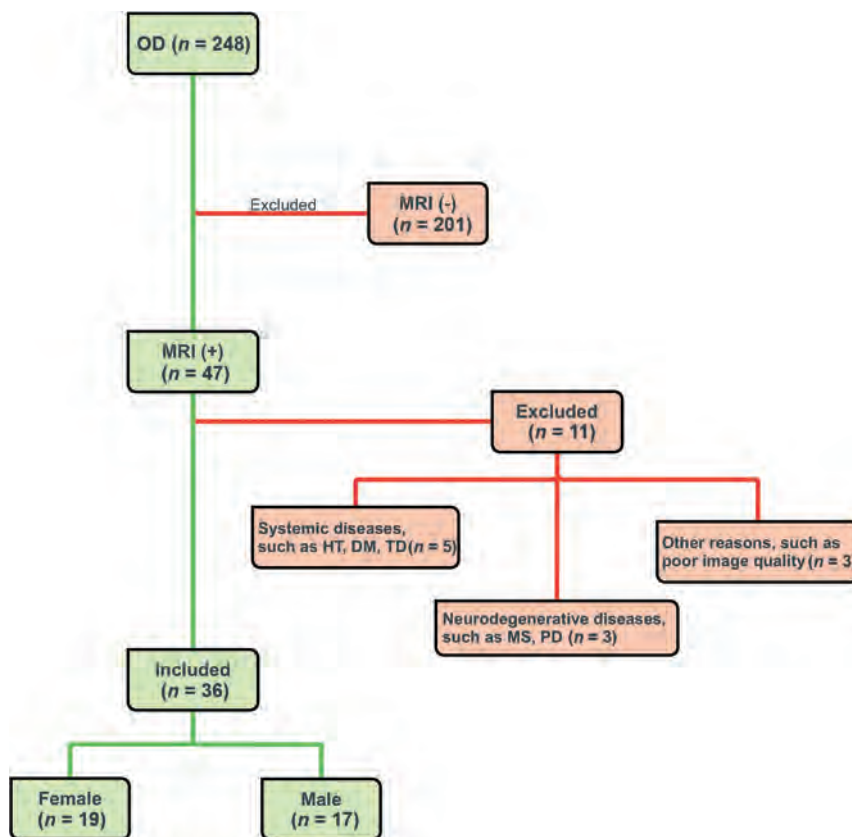 OD (n = 248)
Excluded
MRI (-)
(n = 201)
MRI (+)
(n = 47)
Excluded
(n = 11)
Systemic diseases,
such as HT, DM, TD(n = 5)
Other reasons, such as
poor image quality (n = 3
Neurodegenerative diseases,
such as MS, PD (n = 3)
Included
(n = 36)
Female
(n = 19)
Male
(n = 17)